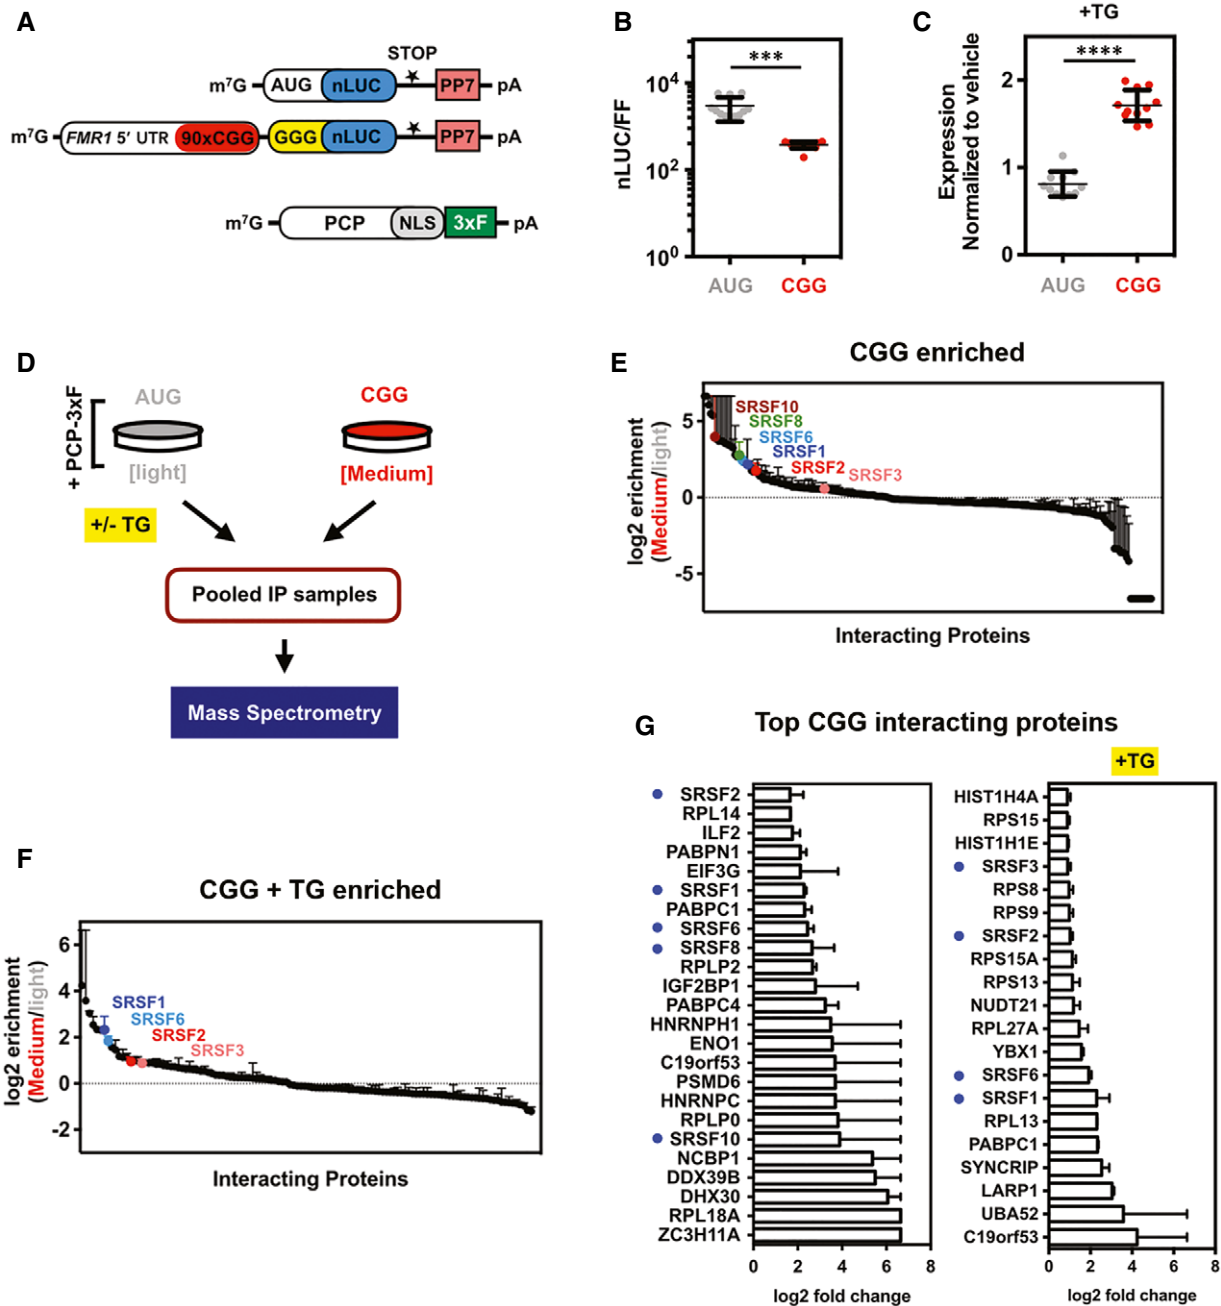 A
STOP
m⁷G AUG nLUC PP7 pA
m⁷G FMR1 5′ UTR 90xCGG GGG nLUC PP7 pA
m⁷G PCP NLS 3xF pA
B
***
nLUC/FF
10⁴
10²
10⁰
AUG CGG
C
+TG
****
Expression
Normalized to vehicle
2
1
0
AUG CGG
D
+ PCP-3xF
AUG
[light]
CGG
[Medium]
+/- TG
Pooled IP samples
Mass Spectrometry
E
CGG enriched
log2 erichment
(Medium/light)
5
0
-5
SRSF10
SRSF8
SRSF6
SRSF1
SRSF2
SRSF3
Interacting Proteins
F
CGG + TG enriched
log2 erichment
(Medium/light)
6
4
2
0
-2
SRSF1
SRSF6
SRSF2
SRSF3
Interacting Proteins
G
Top CGG interacting proteins
SRSF2
RPL14
ILF2
PABPN1
EIF3G
SRSF1
PABPC1
SRSF6
SRSF8
RPLP2
IGF2BP1
PABPC4
HNRNPH1
ENO1
C19orf53
PSMD6
HNRNPC
RPLP0
SRSF10
NCBP1
DDX39B
DHX30
RPL18A
ZC3H11A
0 2 4 6 8
log2 fold change
+TG
HIST1H4A
RPS15
HIST1H1E
SRSF3
RPS8
RPS9
SRSF2
RPS15A
RPS13
NUDT21
RPL27A
YBX1
SRSF6
SRSF1
RPL13
PABPC1
SYNCRIP
LARP1
UBA52
C19orf53
0 2 4 6 8
log2 fold change